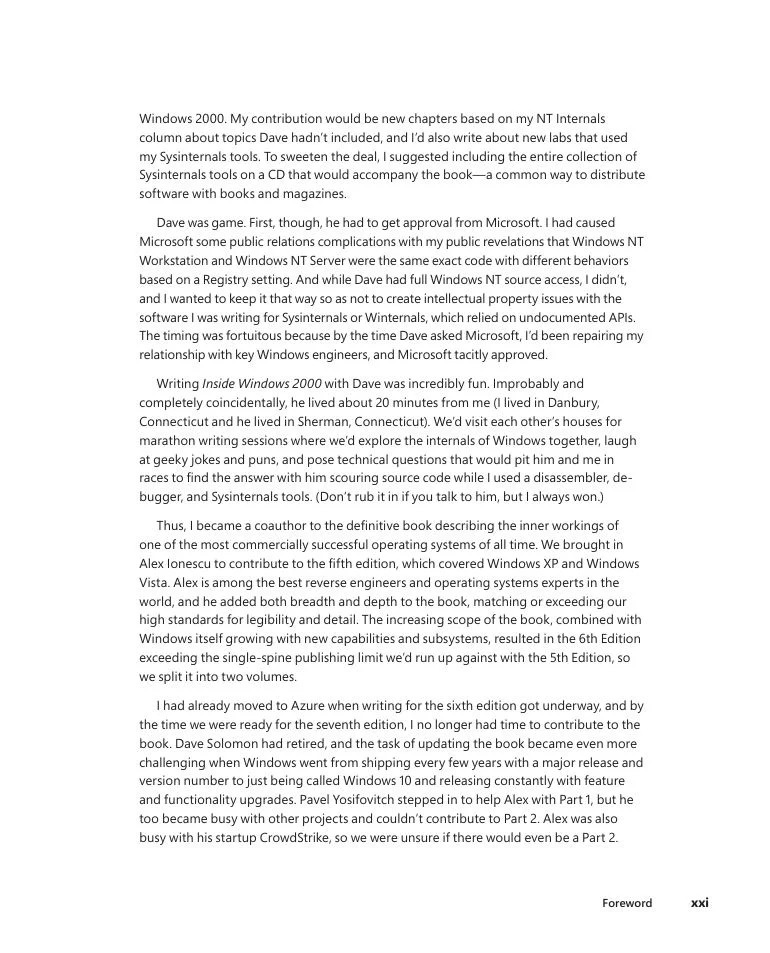 Windows 2000. My contribution would be new chapters based on my NT Internals
column about topics Dave hadn’t included, and I’d also write about new labs that used
my Sysinternals tools. To sweeten the deal, I suggested including the entire collection of
Sysinternals tools on a CD that would accompany the book—a common way to distribute
software with books and magazines.
Dave was game. First, though, he had to get approval from Microsoft. I had caused
Microsoft some public relations complications with my public revelations that Windows NT
Workstation and Windows NT Server were the same exact code with different behaviors
based on a Registry setting. And while Dave had full Windows NT source access, I didn’t,
and I wanted to keep it that way so as not to create intellectual property issues with the
software I was writing for Sysinternals or Winternals, which relied on undocumented APIs.
The timing was fortuitous because by the time Dave asked Microsoft, I’d been repairing my
relationship with key Windows engineers, and Microsoft tacitly approved.
Writing Inside Windows 2000 with Dave was incredibly fun. Improbably and
completely coincidentally, he lived about 20 minutes from me (I lived in Danbury,
Connecticut and he lived in Sherman, Connecticut). We’d visit each other’s houses for
marathon writing sessions where we’d explore the internals of Windows together, laugh
at geeky jokes and puns, and pose technical questions that would pit him and me in
races to find the answer with him scouring source code while I used a disassembler, de-
bugger, and Sysinternals tools. (Don’t rub it in if you talk to him, but I always won.)
Thus, I became a coauthor to the definitive book describing the inner workings of
one of the most commercially successful operating systems of all time. We brought in
Alex Ionescu to contribute to the fifth edition, which covered Windows XP and Windows
Vista. Alex is among the best reverse engineers and operating systems experts in the
world, and he added both breadth and depth to the book, matching or exceeding our
high standards for legibility and detail. The increasing scope of the book, combined with
Windows itself growing with new capabilities and subsystems, resulted in the 6th Edition
exceeding the single-spine publishing limit we’d run up against with the 5th Edition, so
we split it into two volumes.
I had already moved to Azure when writing for the sixth edition got underway, and by
the time we were ready for the seventh edition, I no longer had time to contribute to the
book. Dave Solomon had retired, and the task of updating the book became even more
challenging when Windows went from shipping every few years with a major release and
version number to just being called Windows 10 and releasing constantly with feature
and functionality upgrades. Pavel Yosifovitch stepped in to help Alex with Part 1, but he
too became busy with other projects and couldn’t contribute to Part 2. Alex was also
busy with his startup CrowdStrike, so we were unsure if there would even be a Part 2.
Foreword xxi